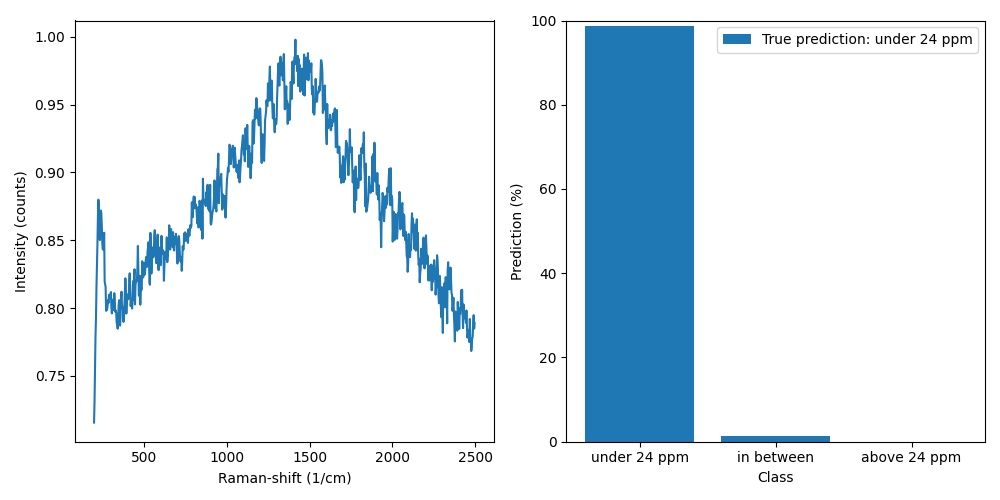 1.00
0.95
0.90
0.85
0.80
0.75
Intensity (counts)
500 1000 1500 2000 2500
Raman-shift (1/cm)
100
80
60
40
20
0
Prediction (%)
True prediction: under 24 ppm
under 24 ppm in between above 24 ppm
Class